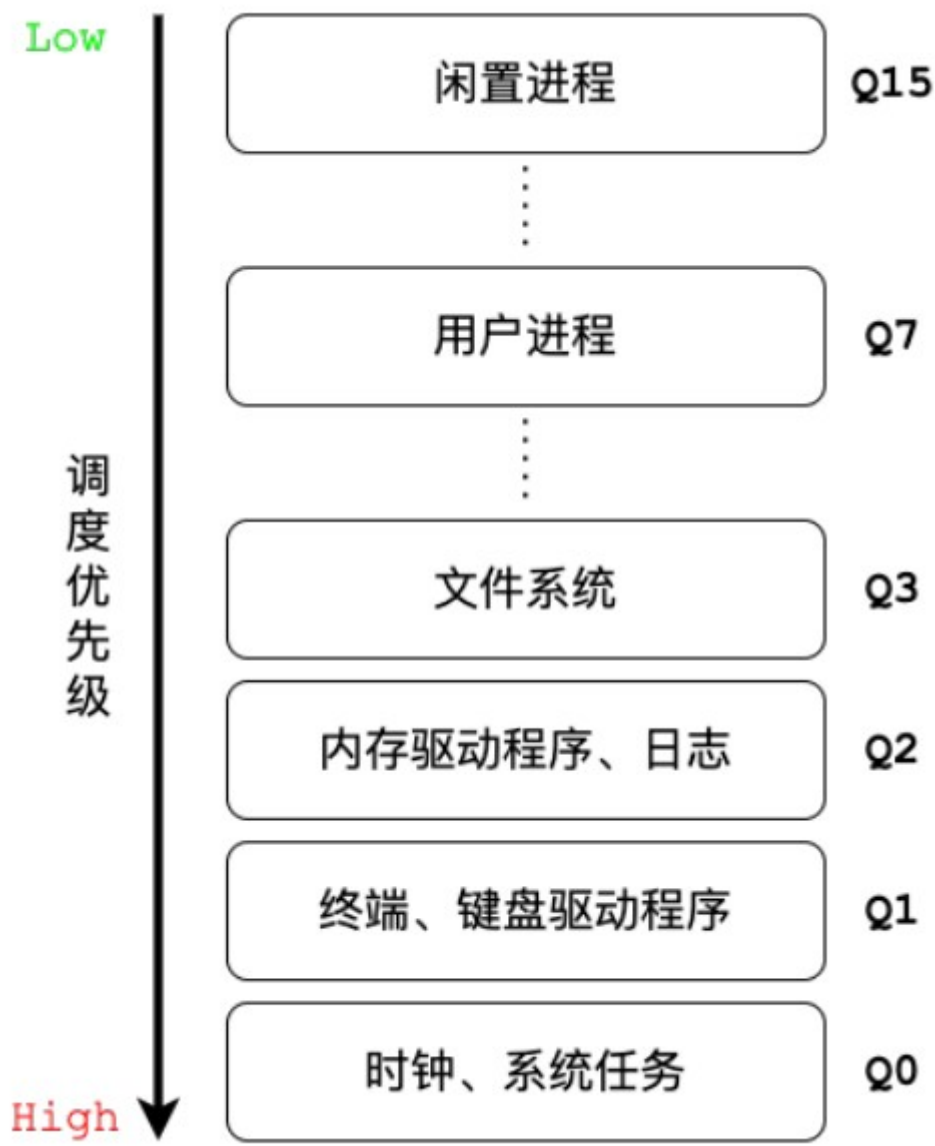 Low
闲置进程
Q15
用户进程
Q7
调度优先级
文件系统
Q3
内存驱动程序、日志
Q2
终端、键盘驱动程序
Q1
时钟、系统任务
Q0
High